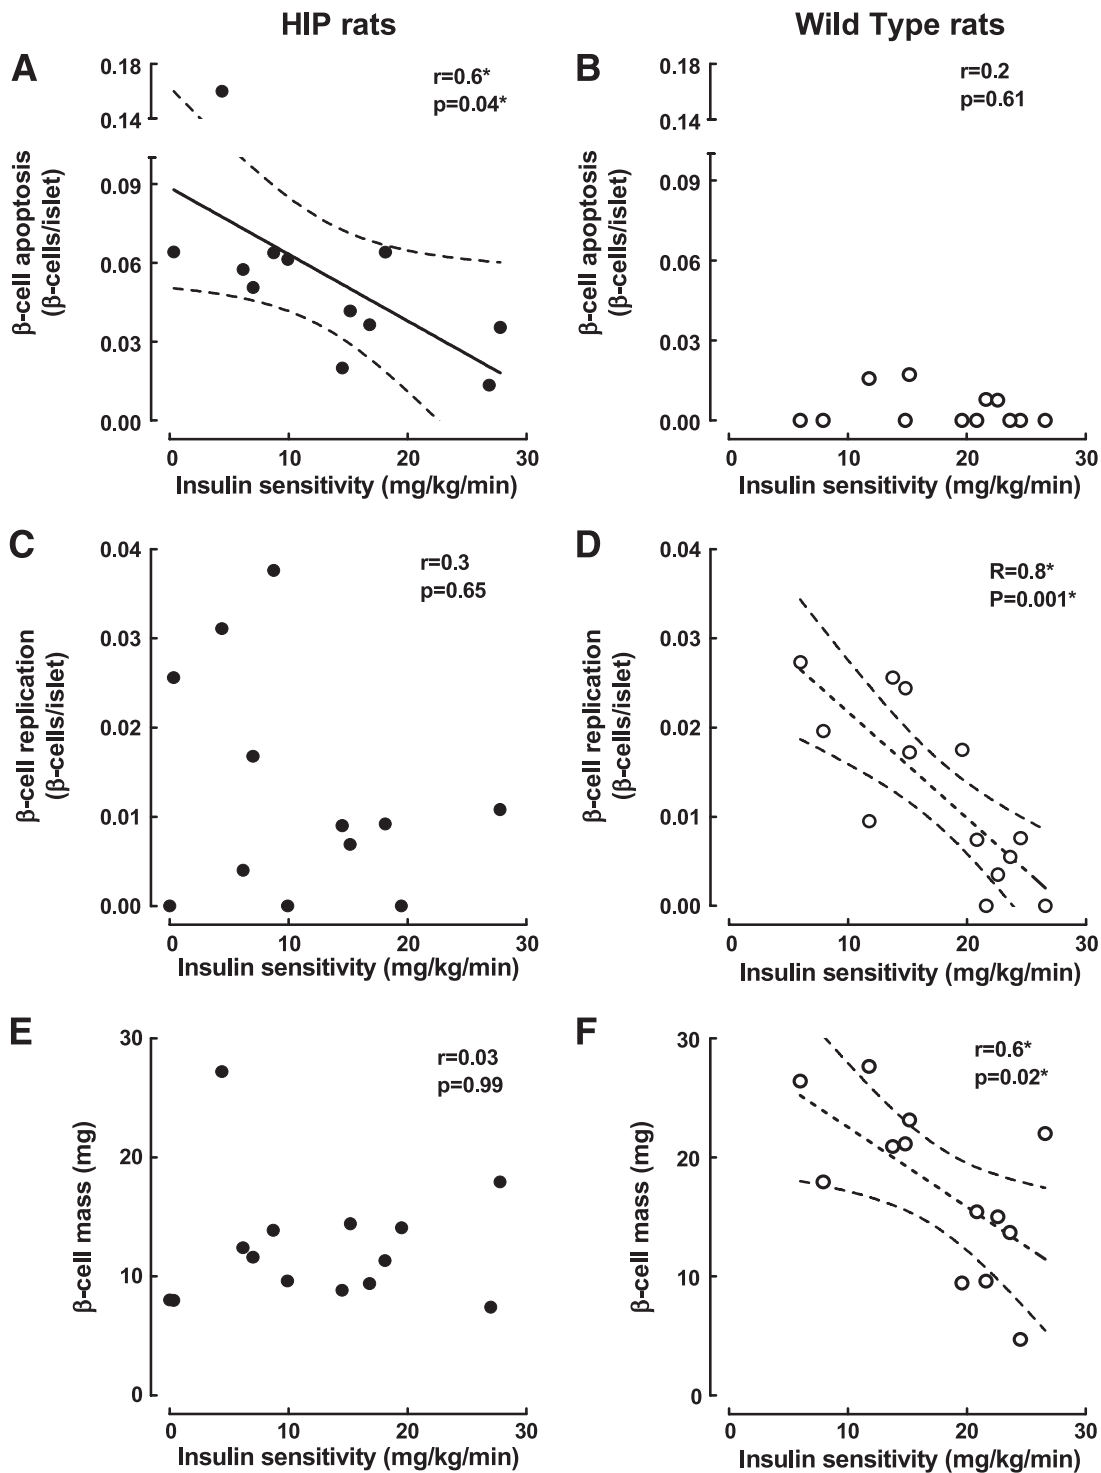 HIP rats
Wild Type rats
A
β-cell apoptosis
(β-cells/islet)
0.18
0.14
0.09
0.06
0.03
0.00
r=0.6*
p=0.04*
0 10 20 30
Insulin sensitivity (mg/kg/min)
B
β-cell apoptosis
(β-cells/islet)
0.18
0.14
0.09
0.06
0.03
0.00
r=0.2
p=0.61
0 10 20 30
Insulin sensitivity (mg/kg/min)
C
β-cell replication
(β-cells/islet)
0.04
0.03
0.02
0.01
0.00
r=0.3
p=0.65
0 10 20 30
Insulin sensitivity (mg/kg/min)
D
β-cell replication
(β-cells/islet)
0.04
0.03
0.02
0.01
0.00
R=0.8*
P=0.001*
0 10 20 30
Insulin sensitivity (mg/kg/min)
E
β-cell mass (mg)
30
20
10
0
r=0.03
p=0.99
0 10 20 30
Insulin sensitivity (mg/kg/min)
F
β-cell mass (mg)
30
20
10
0
r=0.6*
p=0.02*
0 10 20 30
Insulin sensitivity (mg/kg/min)